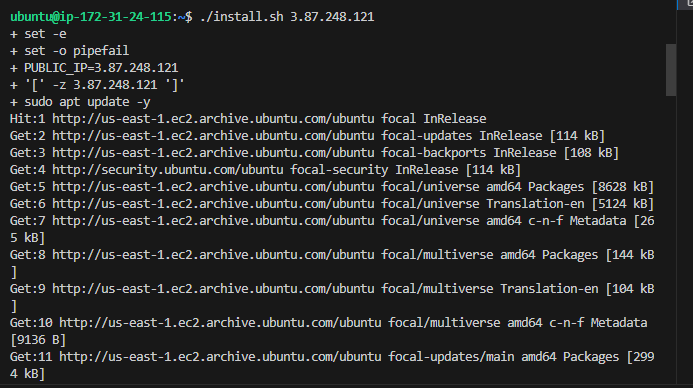 ubuntu@ip-172-31-24-115:~$ ./install.sh 3.87.248.121
+ set -e
+ set -o pipefail
+ PUBLIC_IP=3.87.248.121
+ '[' -z 3.87.248.121 ']'
+ sudo apt update -y
Hit:1 http://us-east-1.ec2.archive.ubuntu.com/ubuntu focal InRelease
Get:2 http://us-east-1.ec2.archive.ubuntu.com/ubuntu focal-updates InRelease [114 kB]
Get:3 http://us-east-1.ec2.archive.ubuntu.com/ubuntu focal-backports InRelease [108 kB]
Get:4 http://security.ubuntu.com/ubuntu focal-security InRelease [114 kB]
Get:5 http://us-east-1.ec2.archive.ubuntu.com/ubuntu focal/universe amd64 Packages [8628 kB]
Get:6 http://us-east-1.ec2.archive.ubuntu.com/ubuntu focal/universe Translation-en [5124 kB]
Get:7 http://us-east-1.ec2.archive.ubuntu.com/ubuntu focal/universe amd64 c-n-f Metadata [26
5 kB]
Get:8 http://us-east-1.ec2.archive.ubuntu.com/ubuntu focal/multiverse amd64 Packages [144 kB
]
Get:9 http://us-east-1.ec2.archive.ubuntu.com/ubuntu focal/multiverse Translation-en [104 kB
]
Get:10 http://us-east-1.ec2.archive.ubuntu.com/ubuntu focal/multiverse amd64 c-n-f Metadata
[9136 B]
Get:11 http://us-east-1.ec2.archive.ubuntu.com/ubuntu focal-updates/main amd64 Packages [299
4 kB]